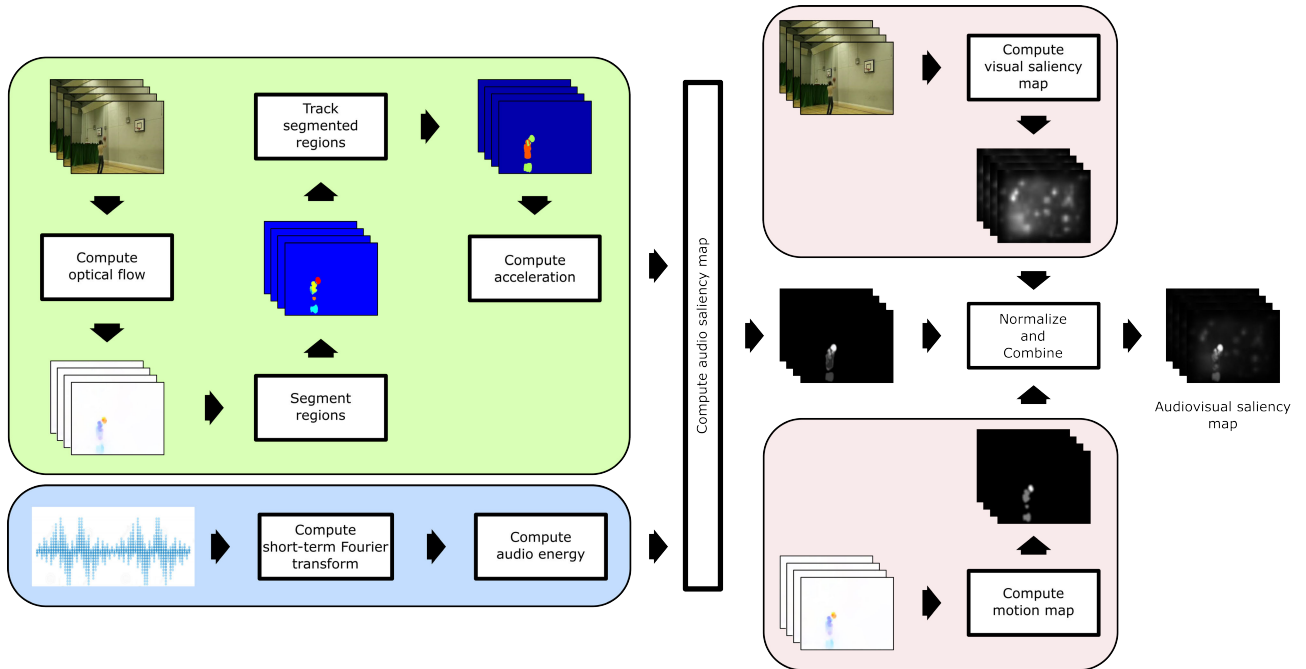 Compute
optical flow
Segment
regions
Track
segmented
regions
Compute
acceleration
Compute
short-term Fourier
transform
Compute
audio energy
Compute audio saliency map
Compute
visual saliency
map
Normalize
and
Combine
Compute
motion map
Audiovisual saliency
map